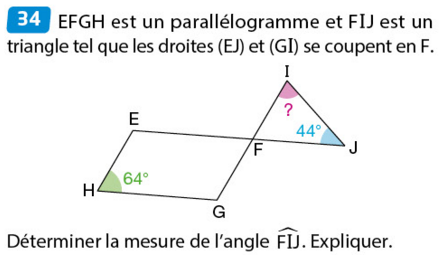 34 EFGH est un parallélogramme et FIJ est un
triangle tel que les droites (EJ) et (GI) se coupent en F.
I
?
E
44°
F
J
64°
H
G
Déterminer la mesure de l'angle F͡IJ. Expliquer.